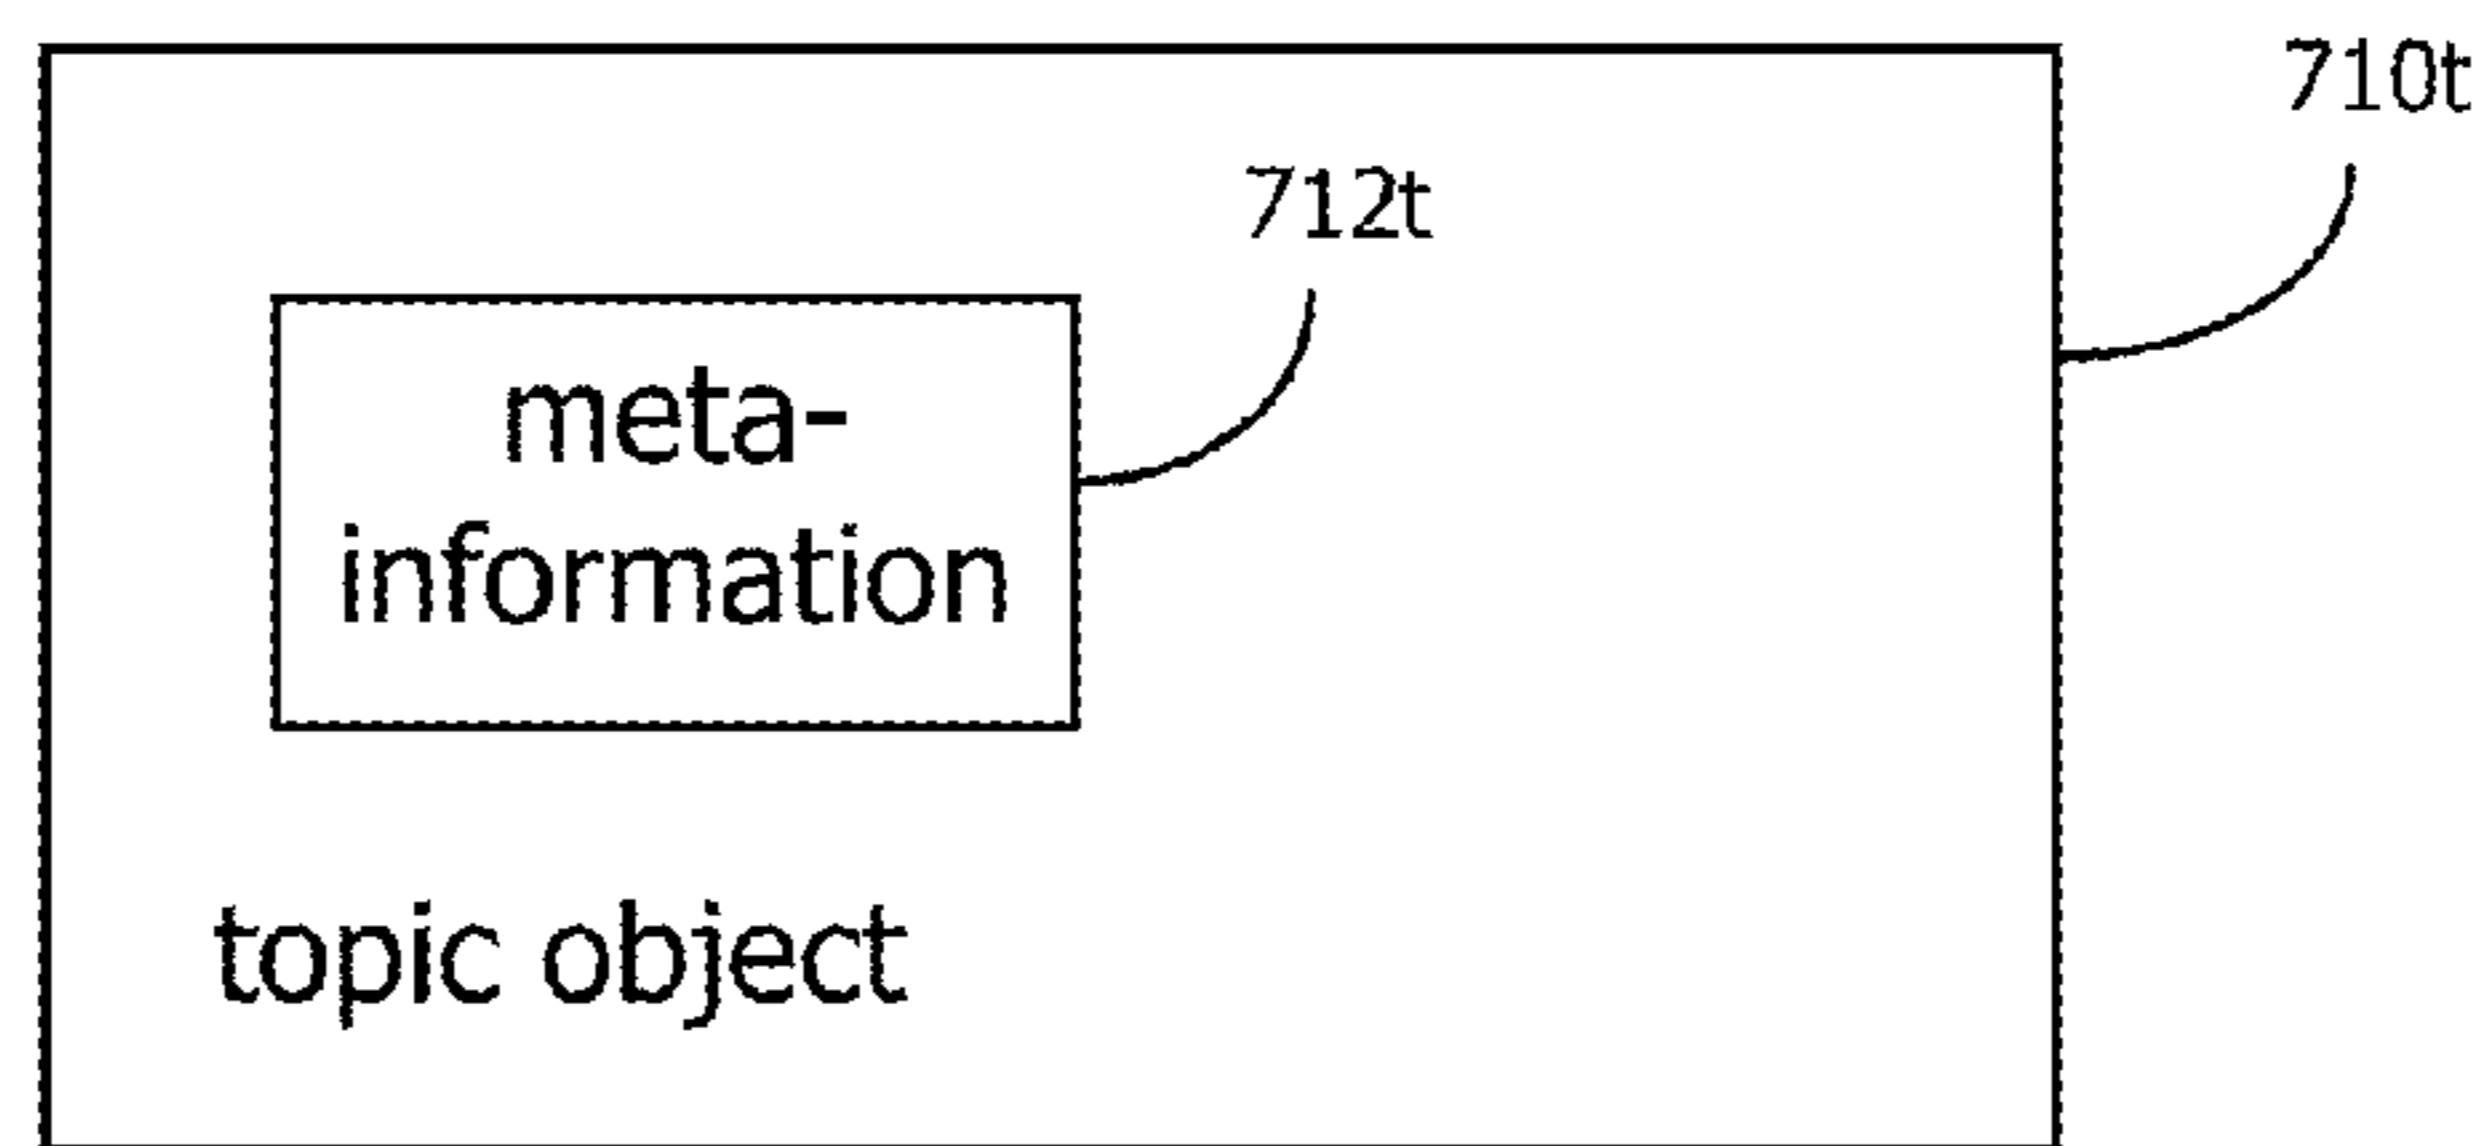 710t
712t
meta-
information
topic object